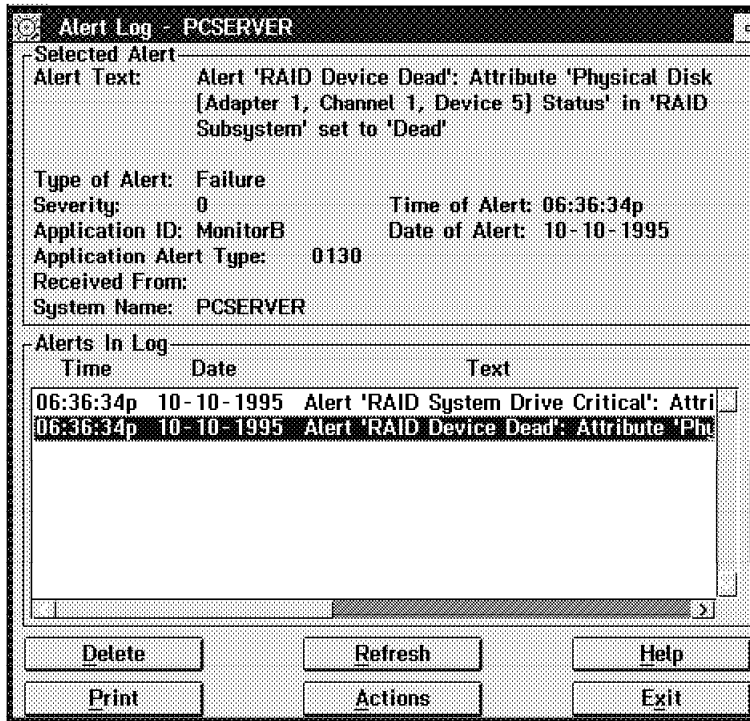 Alert Log - PCSERVER
Selected Alert
Alert Text: Alert 'RAID Device Dead': Attribute 'Physical Disk
(Adapter 1, Channel 1, Device 5) Status' in 'RAID
Subsystem' set to 'Dead'
Type of Alert: Failure
Severity: 0 Time of Alert: 06:36:34p
Application ID: MonitorB Date of Alert: 10-10-1995
Application Alert Type: 0130
Received From:
System Name: PCSERVER
Alerts In Log
Time Date Text
06:36:34p 10-10-1995 Alert 'RAID System Drive Critical': Attri
06:36:34p 10-10-1995 Alert 'RAID Device Dead': Attribute 'Phy
Delete Refresh Help
Print Actions Exit